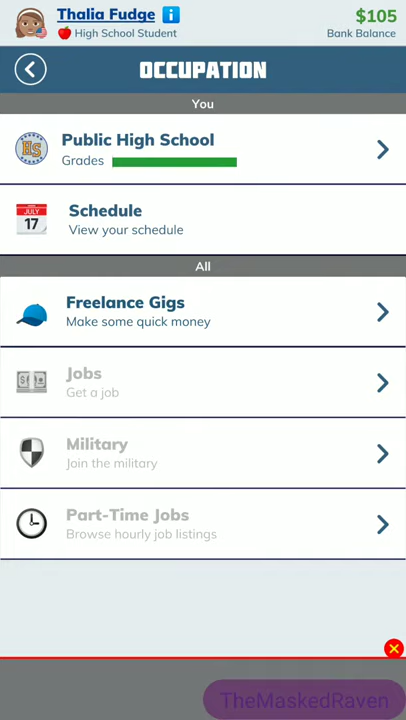 Thalia Fudge i
High School Student
$105
Bank Balance
OCCUPATION
You
HS
Public High School
Grades
JULY
17
Schedule
View your schedule
All
Freelance Gigs
Make some quick money
Jobs
Get a job
Military
Join the military
Part-Time Jobs
Browse hourly job listings
TheMaskedRaven